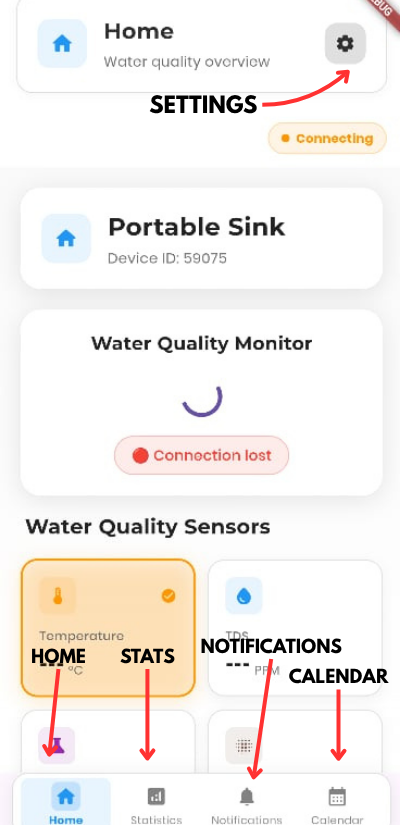 Home
Water quality overview
SETTINGS
Connecting
Portable Sink
Device ID: 59075
Water Quality Monitor
Connection lost
Water Quality Sensors
Temperature
TDS
HOME
STATS
NOTIFICATIONS
--- °C
--- PPM
CALENDAR
Home
Statistics
Notifications
Calendar